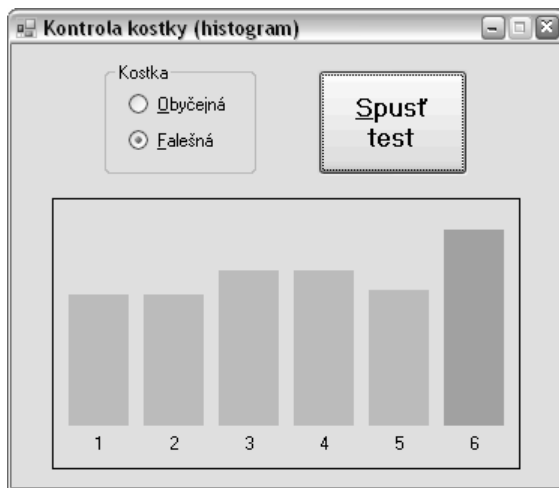 Kontrola kostky (histogram)
Kostka
Obyčejná
Falešná
Spusť
test
1 2 3 4 5 6